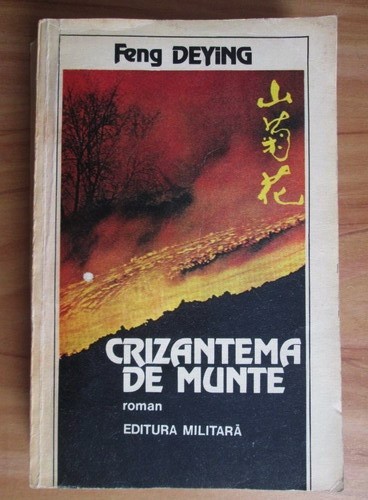 Feng DEYiNG
山菊花
CRIZANTEMA
DE MUNTE
roman
EDITURA MILITARĂ